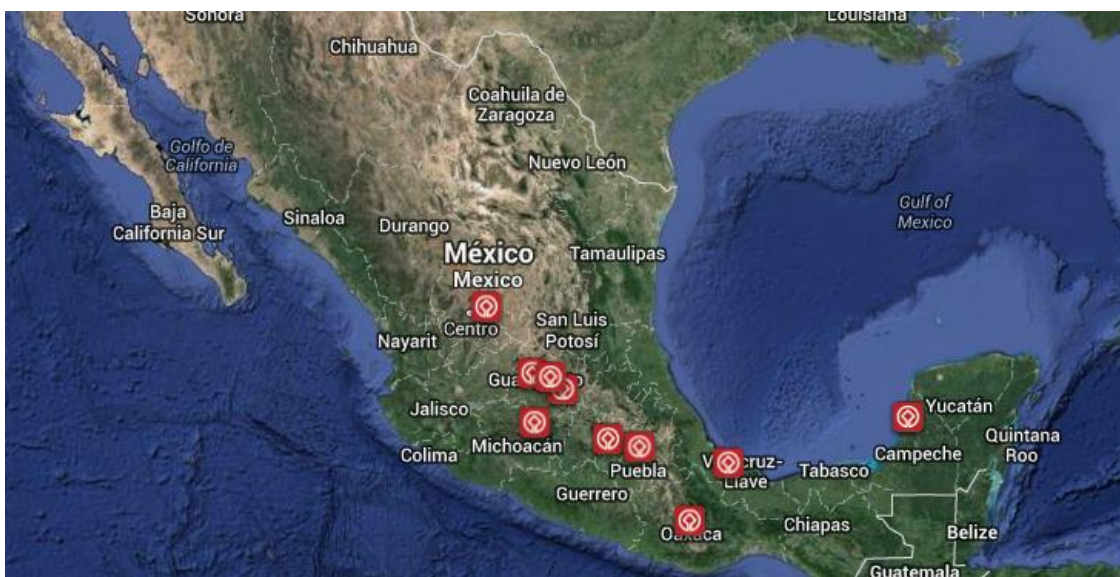 Sonora
Louisiana
Chihuahua
Coahuila de
Zaragoza
Golfo de
California
Nuevo León
Baja
California Sur
Sinaloa
Durango
Gulf of
Mexico
México
Mexico
Tamaulipas
Centro
San Luis
Potosí
Nayarit
Jalisco
Yucatán
Michoacán
Colima
Puebla
Llave
Tabasco
Campeche
Quintana
Roo
Guerrero
Chiapas
Oaxaca
Belize
Guatemala